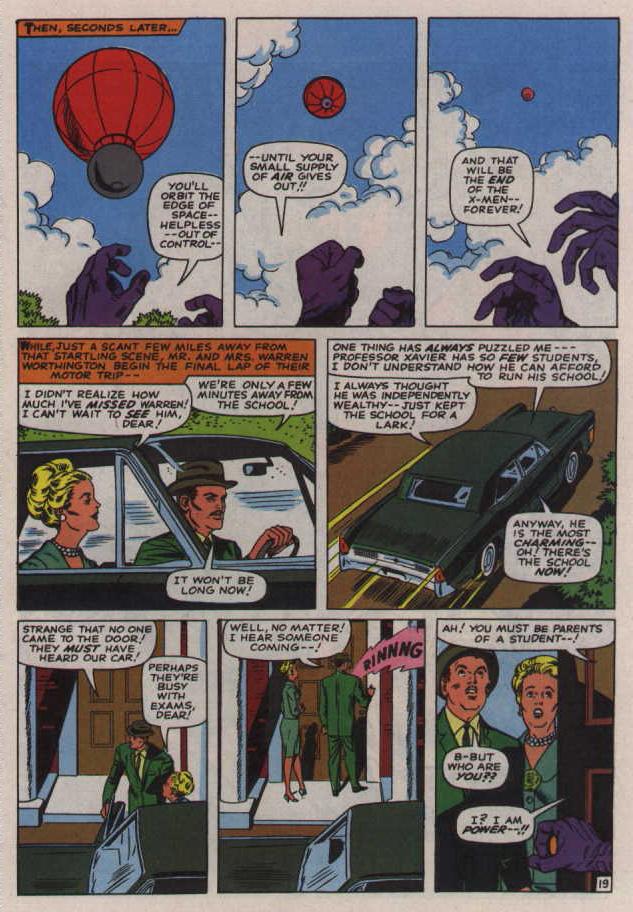 THEN, SECONDS LATER...
YOU'LL
ORBIT THE
EDGE OF
SPACE--
HELPLESS
--OUT OF
CONTROL--
--UNTIL YOUR
SMALL SUPPLY
OF AIR GIVES
OUT!!
AND THAT
WILL BE
THE END
OF THE
X-MEN--
FOREVER!
WHILE, JUST A SCANT FEW MILES AWAY FROM
THAT STARTLING SCENE, MR. AND MRS. WARREN
WORTHINGTON BEGIN THE FINAL LAP OF THEIR
MOTOR TRIP--
I DIDN'T REALIZE HOW
MUCH I'VE MISSED WARREN!
I CAN'T WAIT TO SEE HIM,
DEAR!
WE'RE ONLY A FEW
MINUTES AWAY FROM
THE SCHOOL!
IT WON'T BE
LONG NOW!
ONE THING HAS ALWAYS PUZZLED ME---
PROFESSOR XAVIER HAS SO FEW STUDENTS,
I DON'T UNDERSTAND HOW HE CAN AFFORD
TO RUN HIS SCHOOL!
I ALWAYS THOUGHT
HE WAS INDEPENDENTLY
WEALTHY-- JUST KEPT
THE SCHOOL FOR A
LARK!
ANYWAY, HE
IS THE MOST
CHARMING--
OH! THERE'S
THE SCHOOL
NOW!
STRANGE THAT NO ONE
CAME TO THE DOOR!
THEY MUST HAVE
HEARD OUR CAR!
PERHAPS
THEY'RE
BUSY
WITH
EXAMS,
DEAR!
WELL, NO MATTER!
I HEAR SOMEONE
COMING--!
RINNNG
AH! YOU MUST BE PARENTS
OF A STUDENT--!
B-BUT
WHO ARE
YOU??
I? I AM
POWER--!!
19